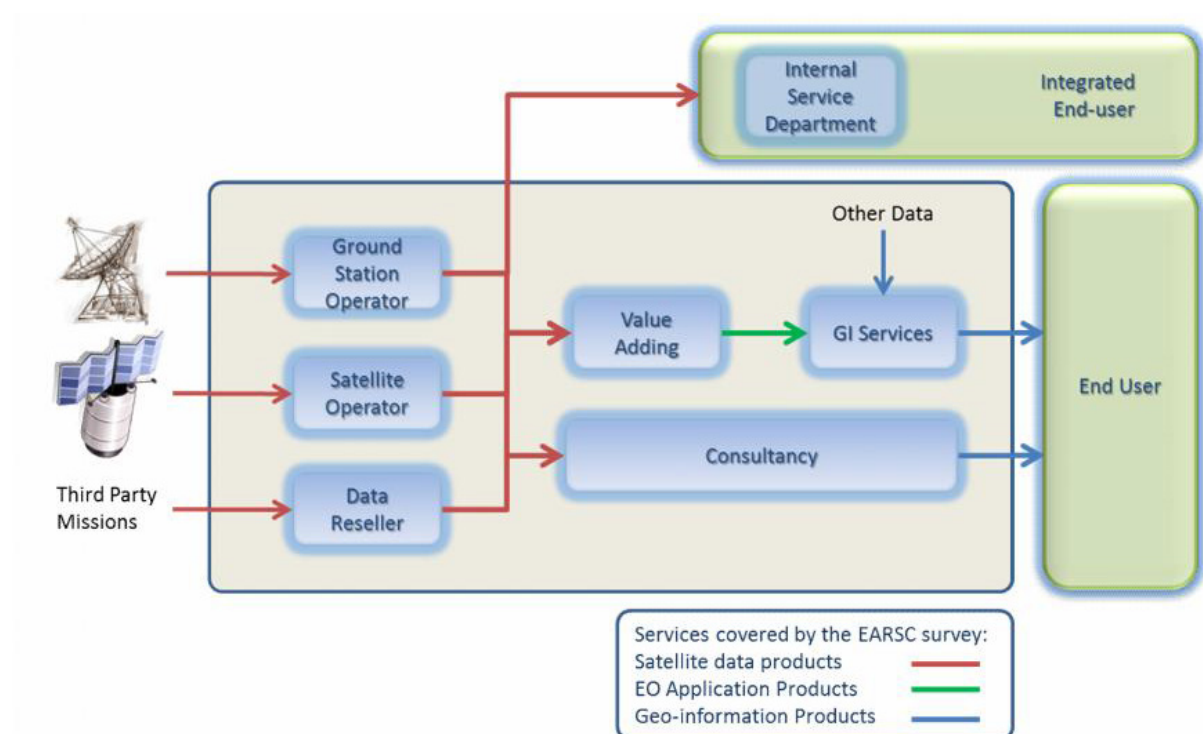 Internal
Service
Department
Integrated
End-user
Other Data
Ground
Station
Operator
Value
Adding
GI Services
Satellite
Operator
End User
Consultancy
Third Party
Missions
Data
Reseller
Services covered by the EARSC survey:
Satellite data products
EO Application Products
Geo-information Products